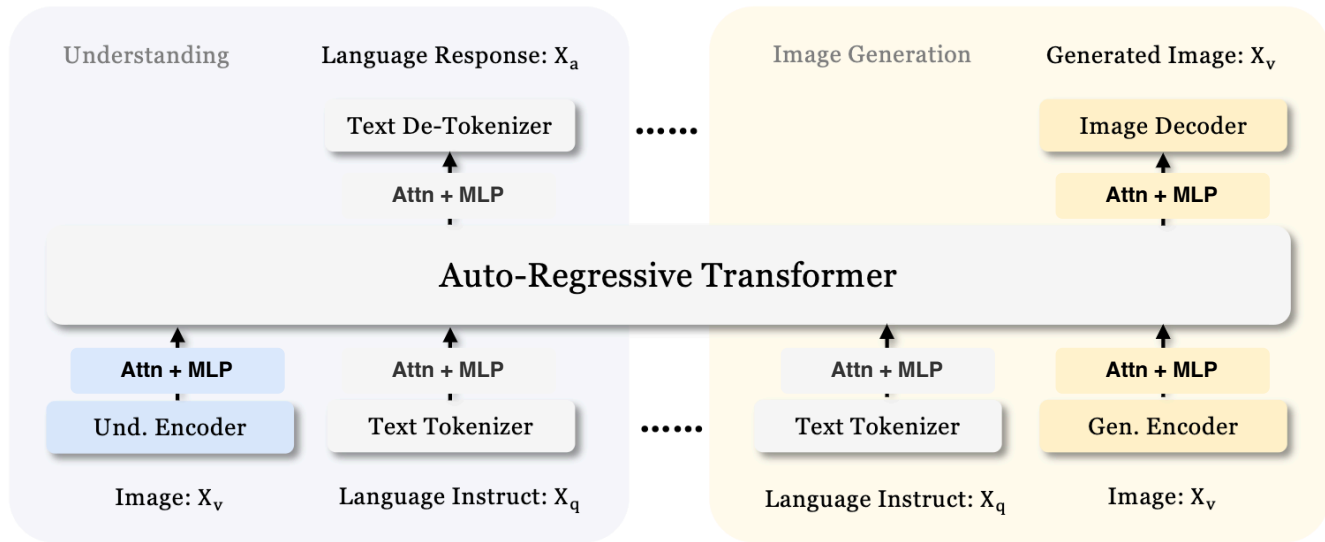 Understanding
Language Response: Xₐ
Image Generation
Generated Image: Xᵥ
Text De-Tokenizer
......
Image Decoder
Attn + MLP
Attn + MLP
Auto-Regressive Transformer
Attn + MLP
Attn + MLP
Attn + MLP
Attn + MLP
Und. Encoder
Text Tokenizer
......
Text Tokenizer
Gen. Encoder
Image: Xᵥ
Language Instruct: X_q
Language Instruct: X_q
Image: Xᵥ